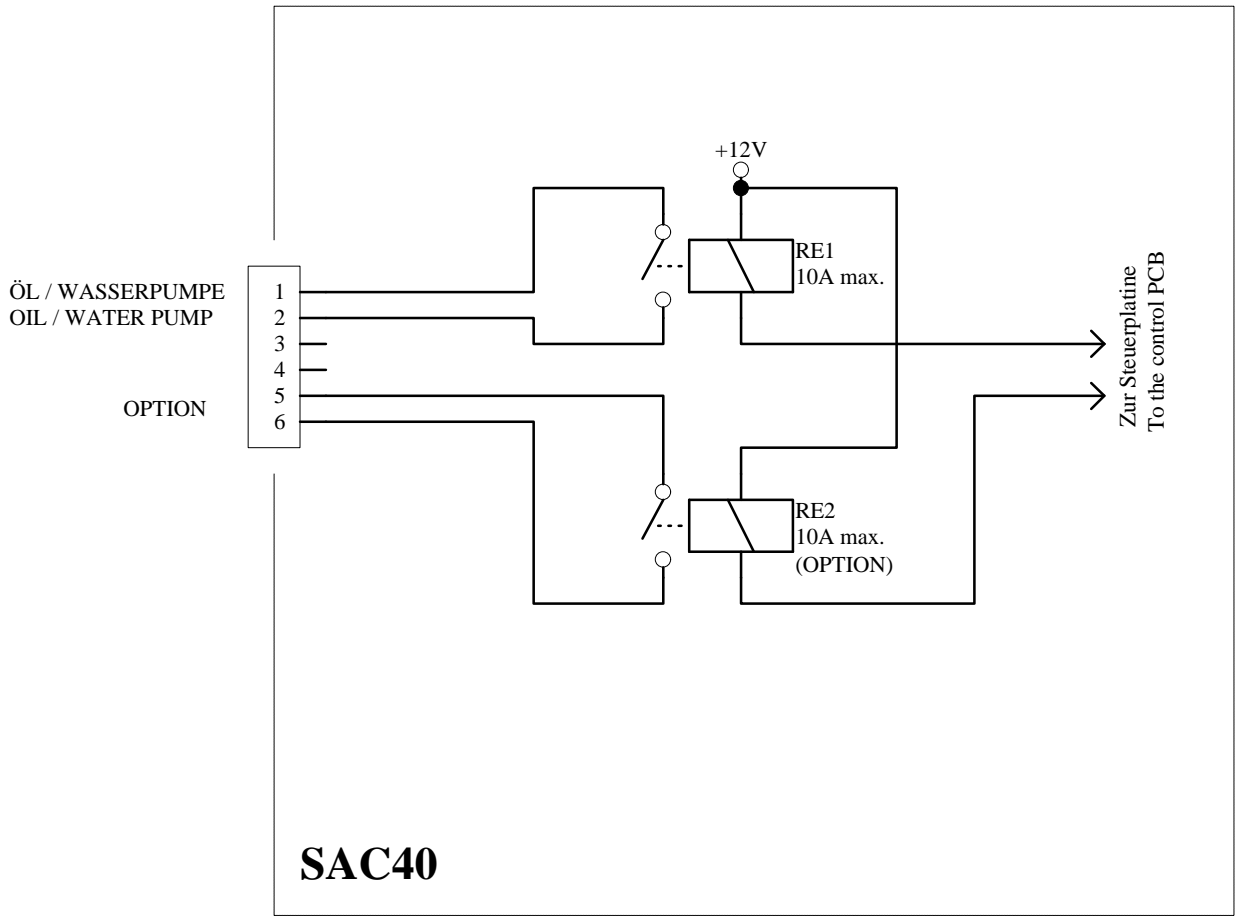 +12V
RE1
10A max.
ÖL / WASSERPUMPE
OIL / WATER PUMP
OPTION
1
2
3
4
5
6
Zur Steuerplatine
To the control PCB
RE2
10A max.
(OPTION)
SAC40